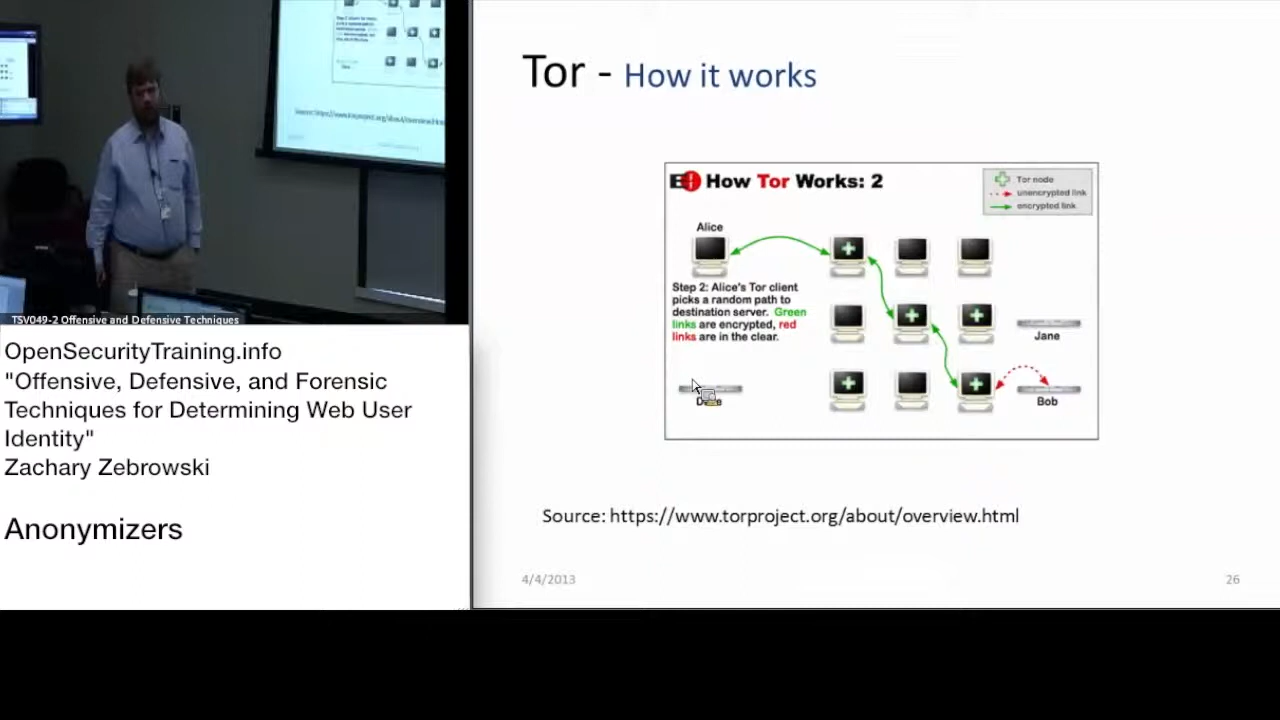 TSV049-2 Offensive and Defensive Techniques
OpenSecurityTraining.info
"Offensive, Defensive, and Forensic
Techniques for Determining Web User
Identity"
Zachary Zebrowski
Anonymizers
Tor - How it works
How Tor Works: 2
Tor node
unencrypted link
encrypted link
Alice
Step 2: Alice's Tor client
picks a random path to
destination server. Green
links are encrypted, red
links are in the clear.
Jane
Bob
Source: https://www.torproject.org/about/overview.html
4/4/2013
26